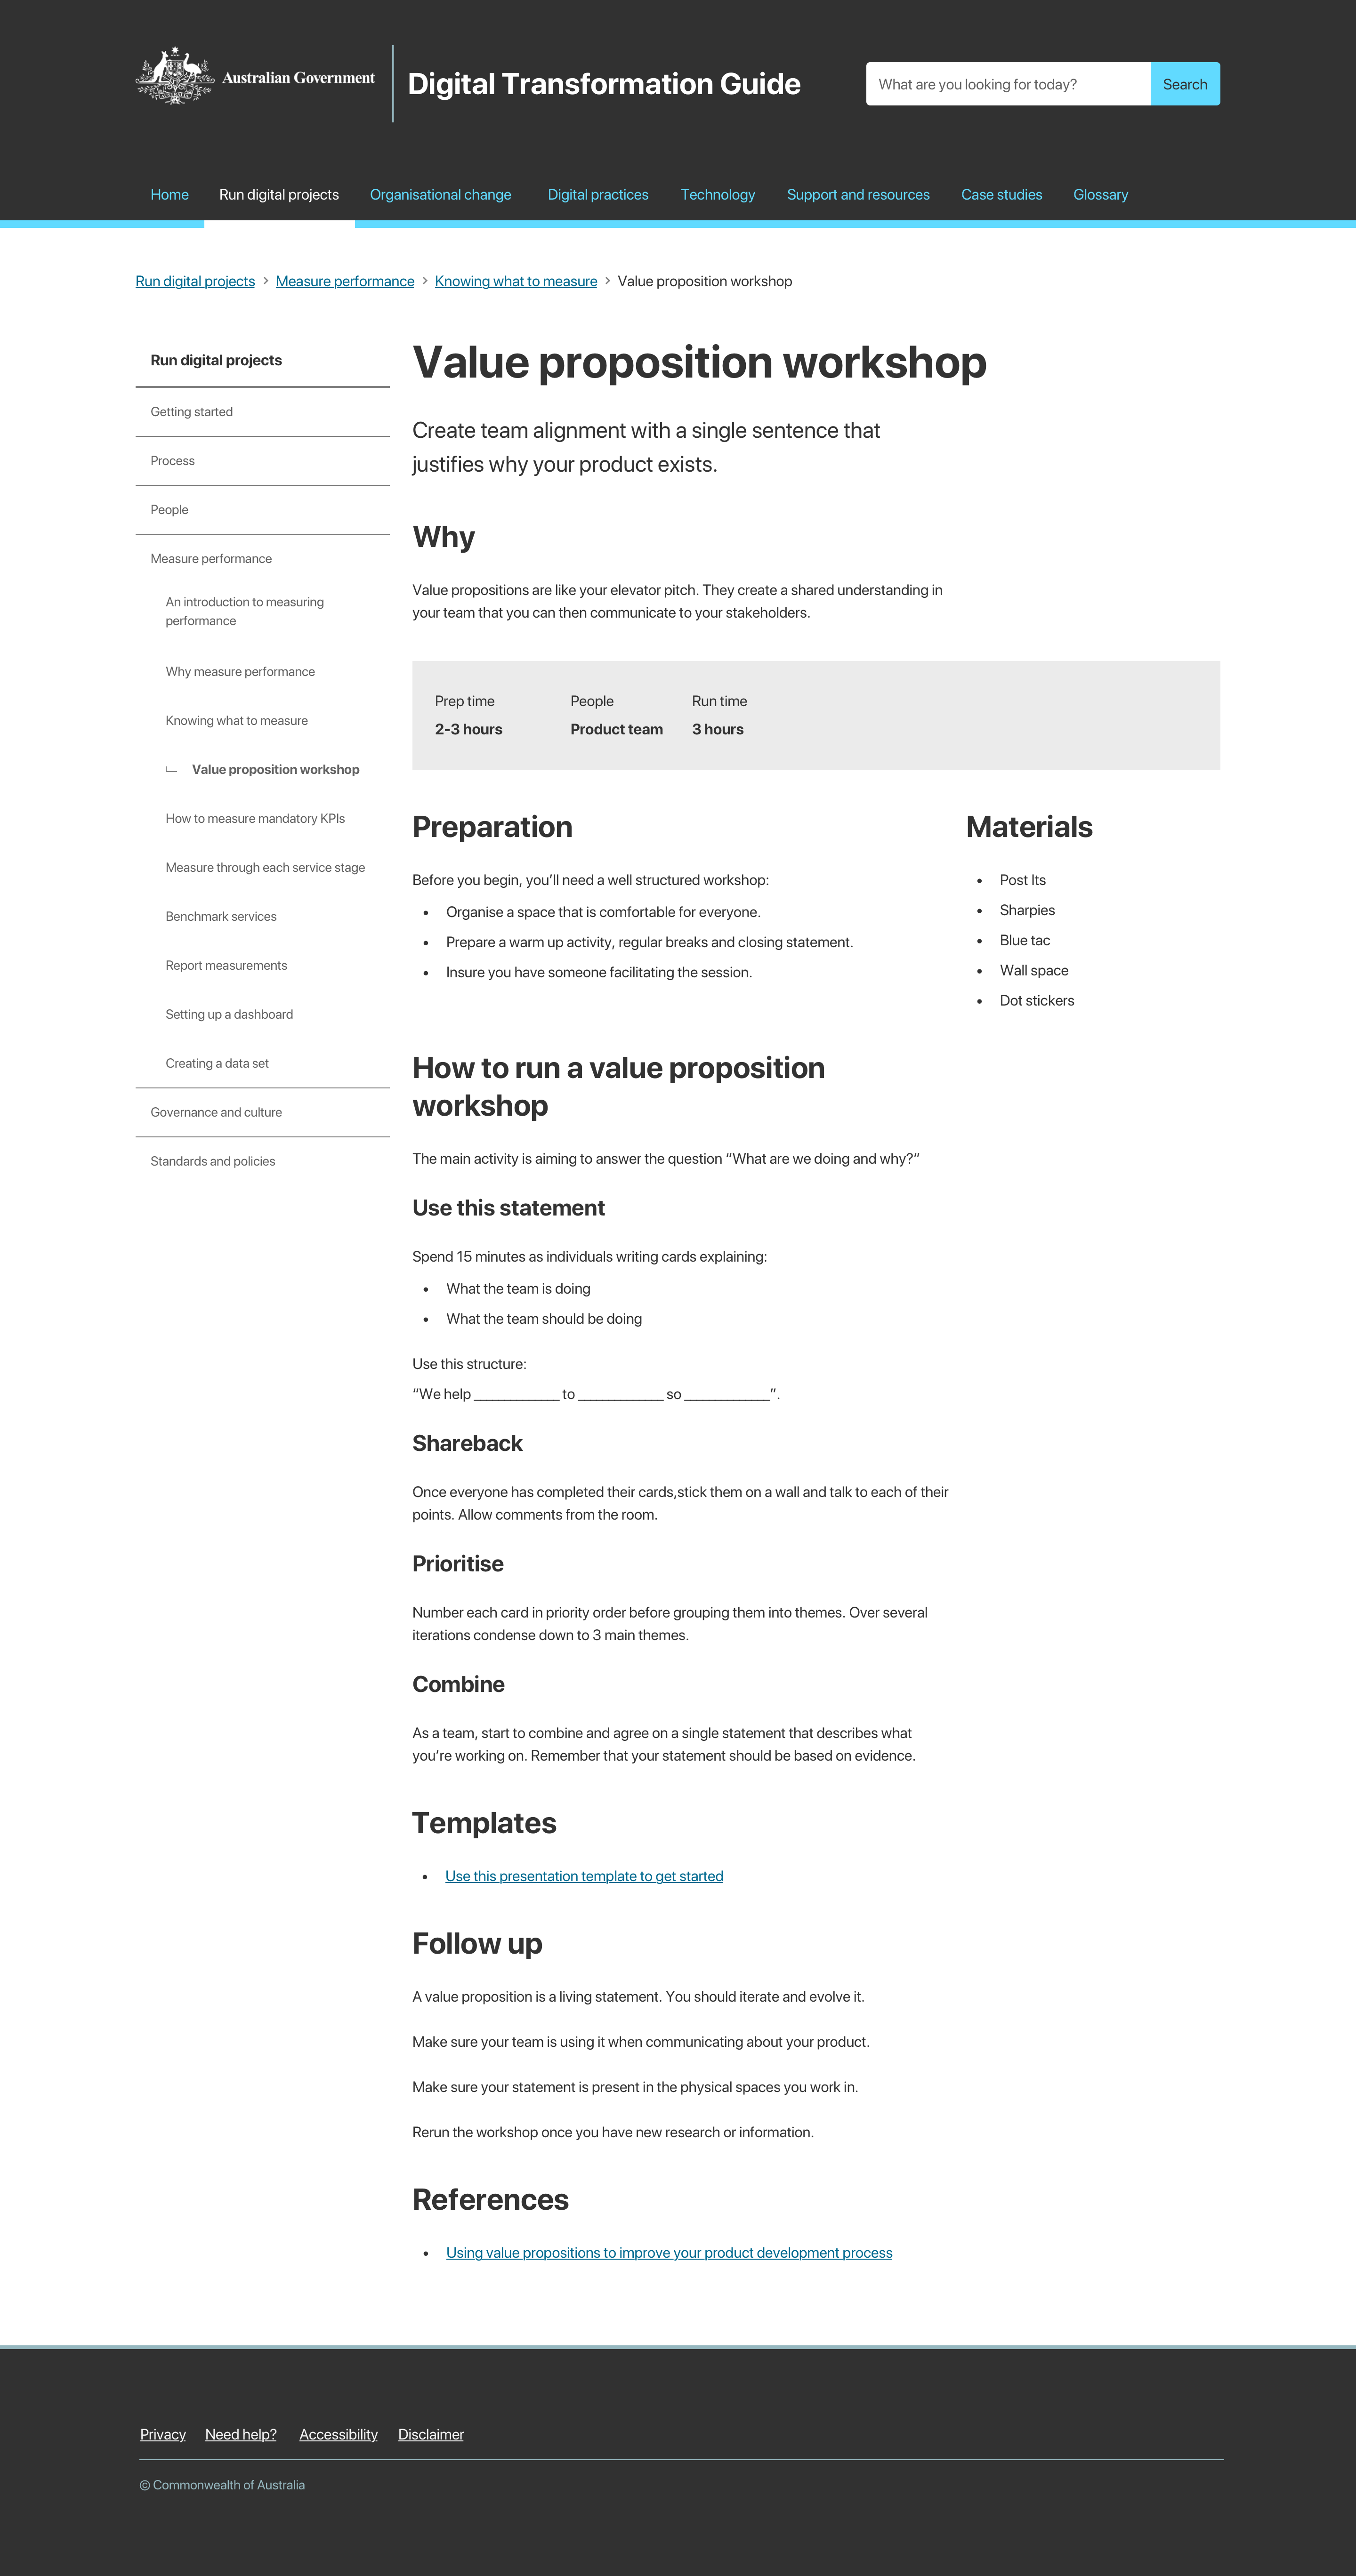 Australian Government
Digital Transformation Guide
What are you looking for today?
Search
Home
Run digital projects
Organisational change
Digital practices
Technology
Support and resources
Case studies
Glossary
Run digital projects > Measure performance > Knowing what to measure > Value proposition workshop
Run digital projects
Getting started
Process
People
Measure performance
An introduction to measuring
performance
Why measure performance
Knowing what to measure
Value proposition workshop
How to measure mandatory KPIs
Measure through each service stage
Benchmark services
Report measurements
Setting up a dashboard
Creating a data set
Governance and culture
Standards and policies
Value proposition workshop
Create team alignment with a single sentence that
justifies why your product exists.
Why
Value propositions are like your elevator pitch. They create a shared understanding in
your team that you can then communicate to your stakeholders.
Prep time
2-3 hours
People
Product team
Run time
3 hours
Preparation
Before you begin, you’ll need a well structured workshop:
• Organise a space that is comfortable for everyone.
• Prepare a warm up activity, regular breaks and closing statement.
• Insure you have someone facilitating the session.
Materials
• Post Its
• Sharpies
• Blue tac
• Wall space
• Dot stickers
How to run a value proposition
workshop
The main activity is aiming to answer the question “What are we doing and why?”
Use this statement
Spend 15 minutes as individuals writing cards explaining:
• What the team is doing
• What the team should be doing
Use this structure:
“We help ____________ to ____________ so ____________”.
Shareback
Once everyone has completed their cards,stick them on a wall and talk to each of their
points. Allow comments from the room.
Prioritise
Number each card in priority order before grouping them into themes. Over several
iterations condense down to 3 main themes.
Combine
As a team, start to combine and agree on a single statement that describes what
you’re working on. Remember that your statement should be based on evidence.
Templates
• Use this presentation template to get started
Follow up
A value proposition is a living statement. You should iterate and evolve it.
Make sure your team is using it when communicating about your product.
Make sure your statement is present in the physical spaces you work in.
Rerun the workshop once you have new research or information.
References
• Using value propositions to improve your product development process
Privacy
Need help?
Accessibility
Disclaimer
© Commonwealth of Australia